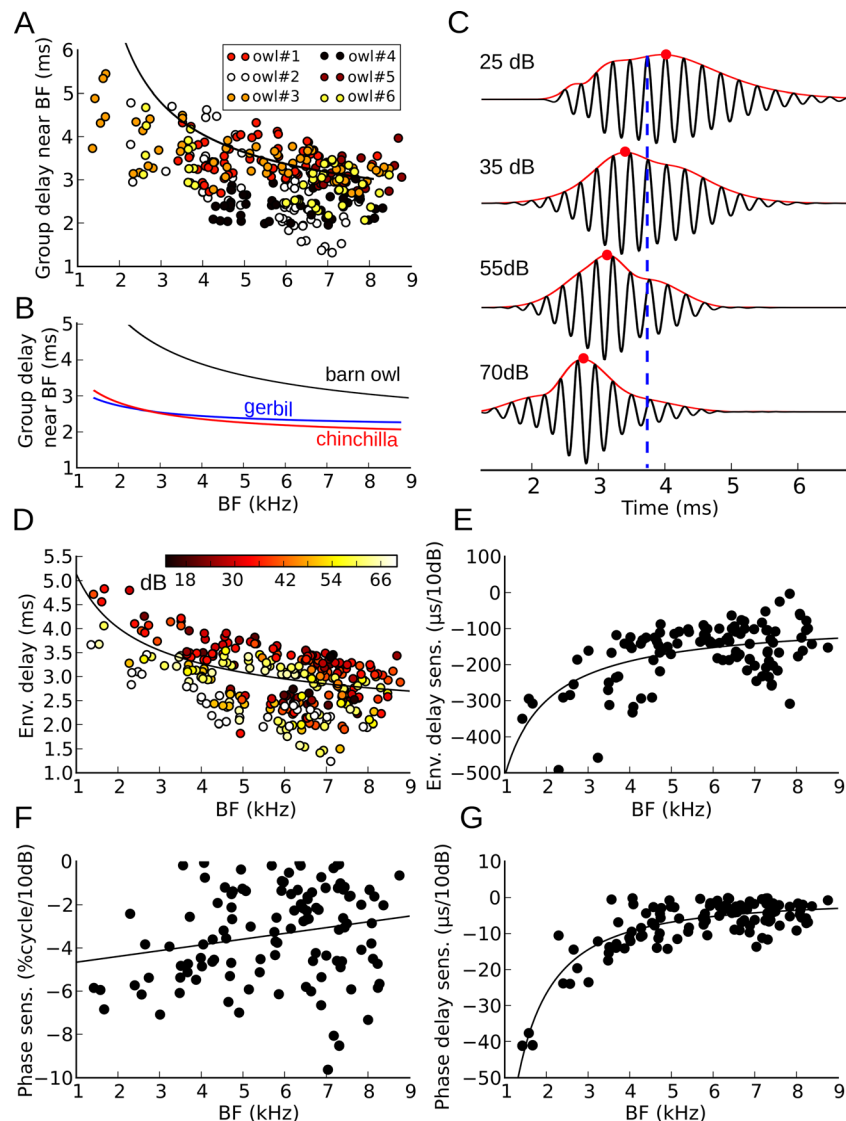 A
Group delay near BF (ms)
6
5
4
3
2
1
owl#1
owl#2
owl#3
owl#4
owl#5
owl#6
1 2 3 4 5 6 7 8 9
B
Group delay
near BF (ms)
5
4
3
2
1
barn owl
gerbil
chinchilla
1 2 3 4 5 6 7 8 9
BF (kHz)
C
25 dB
35 dB
55dB
70dB
2 3 4 5 6
Time (ms)
D
Env. delay (ms)
5.5
5.0
4.5
4.0
3.5
3.0
2.5
2.0
1.5
1.0
dB
18 30 42 54 66
1 2 3 4 5 6 7 8 9
BF (kHz)
E
Env. delay sens. (μs/10dB)
100
0
−100
−200
−300
−400
−500
1 2 3 4 5 6 7 8 9
BF (kHz)
F
Phase sens. (%cycle/10dB)
0
−2
−4
−6
−8
−10
1 2 3 4 5 6 7 8 9
BF (kHz)
G
Phase delay sens. (μs/10dB)
10
0
−10
−20
−30
−40
−50
1 2 3 4 5 6 7 8 9
BF (kHz)